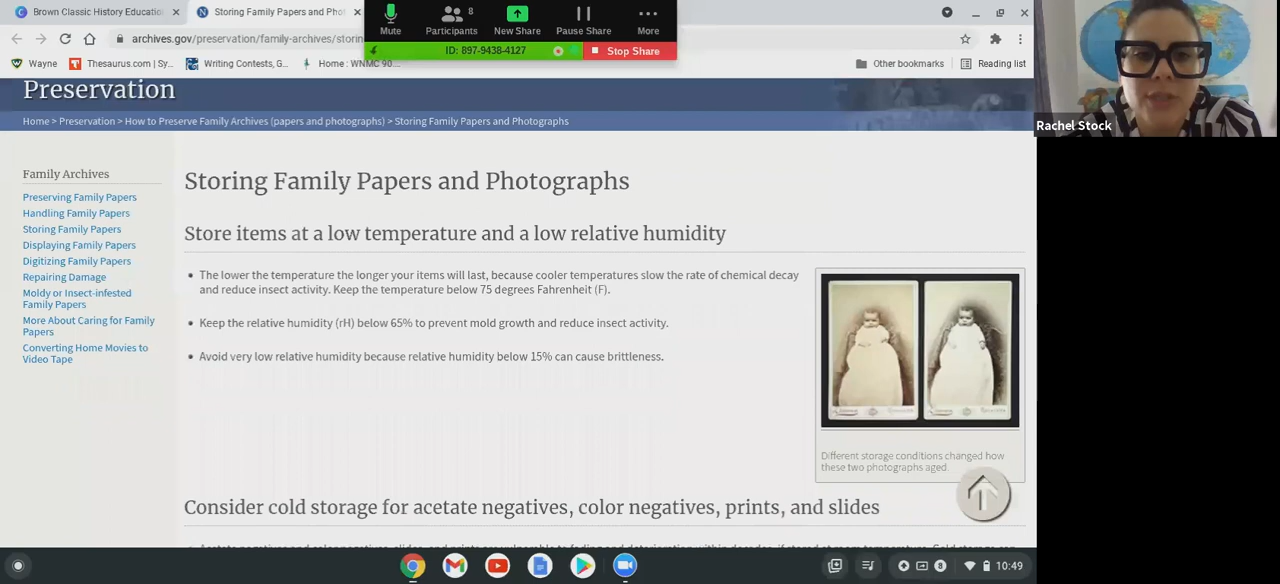 Brown Classic History Educatio
Storing Family Papers and Phot
Mute
Participants
8
New Share
Pause Share
More
ID: 897-9438-4127
Stop Share
archives.gov/preservation/family-archives/storin
Wayne
Thesaurus.com | Sy...
Writing Contests, G...
Home : WNMC 90...
Other bookmarks
Reading list
Rachel Stock
Preservation
Home > Preservation > How to Preserve Family Archives (papers and photographs) > Storing Family Papers and Photographs
Family Archives
Preserving Family Papers
Handling Family Papers
Storing Family Papers
Displaying Family Papers
Digitizing Family Papers
Repairing Damage
Moldy or Insect-infested
Family Papers
More About Caring for Family
Papers
Converting Home Movies to
Video Tape
Storing Family Papers and Photographs
Store items at a low temperature and a low relative humidity
The lower the temperature the longer your items will last, because cooler temperatures slow the rate of chemical decay
and reduce insect activity. Keep the temperature below 75 degrees Fahrenheit (F).
Keep the relative humidity (rH) below 65% to prevent mold growth and reduce insect activity.
Avoid very low relative humidity because relative humidity below 15% can cause brittleness.
Different storage conditions changed how
these two photographs aged.
Consider cold storage for acetate negatives, color negatives, prints, and slides
8
10:49